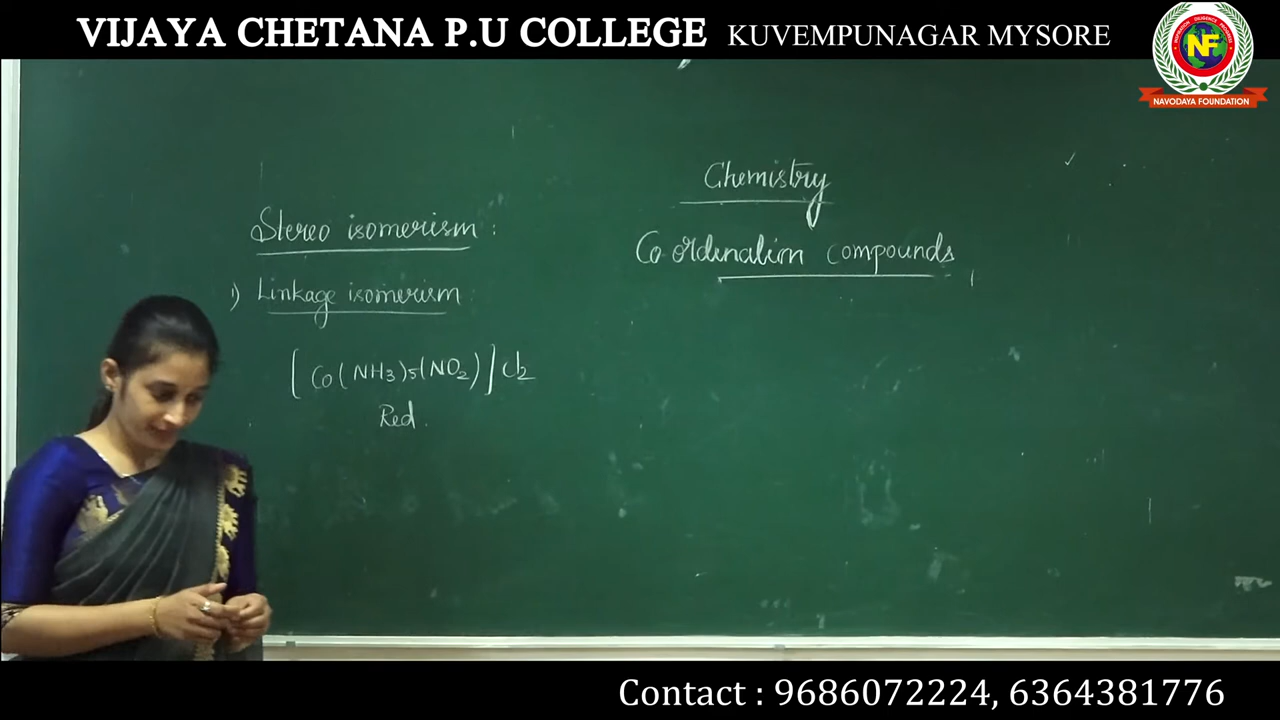 VIJAYA CHETANA P.U COLLEGE KUVEMPUNAGAR MYSORE
NF
NAVODAYA FOUNDATION
Chemistry
Co-ordination compounds
Stereo isomerism :
1) Linkage isomerism :
[Co(NH3)5(NO2)]Cl2
Red.
Contact : 9686072224, 6364381776